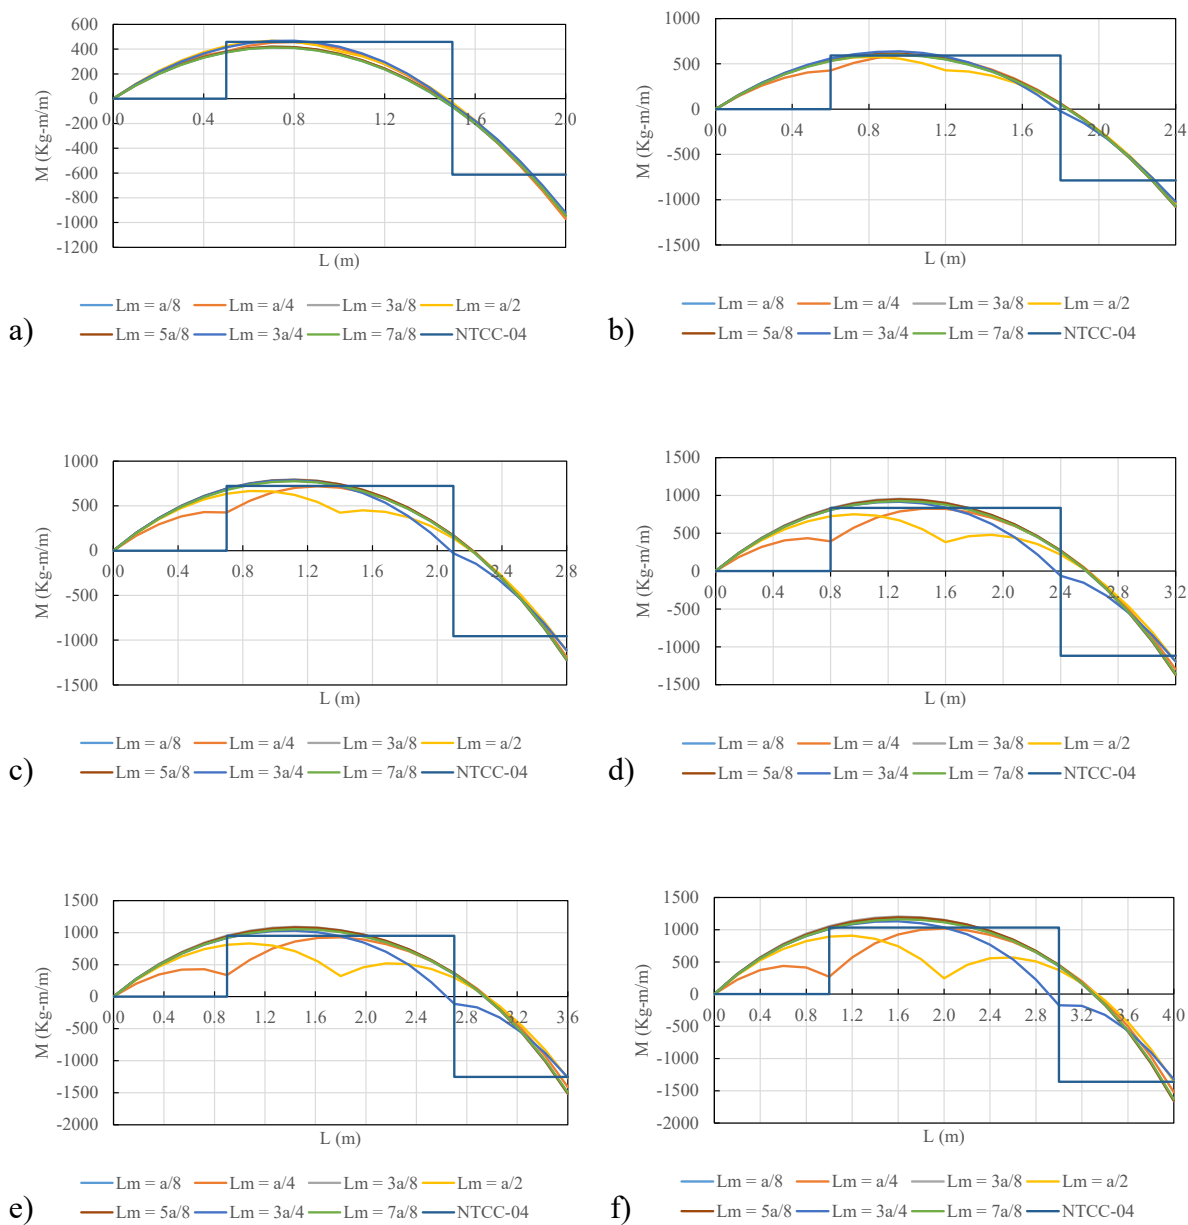 600
400
200
0
-200
-400
-600
-800
-1000
-1200
0.0 0.4 0.8 1.2 1.6 2.0
M (Kg-m/m)
L (m)
Lm = a/8 Lm = a/4 Lm = 3a/8 Lm = a/2
Lm = 5a/8 Lm = 3a/4 Lm = 7a/8 NTCC-04
a)
1000
500
0
-500
-1000
-1500
0.0 0.4 0.8 1.2 1.6 2.0 2.4
M (Kg-m/m)
L (m)
Lm = a/8 Lm = a/4 Lm = 3a/8 Lm = a/2
Lm = 5a/8 Lm = 3a/4 Lm = 7a/8 NTCC-04
b)
1000
500
0
-500
-1000
-1500
0.0 0.4 0.8 1.2 1.6 2.0 2.4 2.8
M (Kg-m/m)
L (m)
Lm = a/8 Lm = a/4 Lm = 3a/8 Lm = a/2
Lm = 5a/8 Lm = 3a/4 Lm = 7a/8 NTCC-04
c)
1500
1000
500
0
-500
-1000
-1500
0.0 0.4 0.8 1.2 1.6 2.0 2.4 2.8 3.2
M (Kg-m/m)
L (m)
Lm = a/8 Lm = a/4 Lm = 3a/8 Lm = a/2
Lm = 5a/8 Lm = 3a/4 Lm = 7a/8 NTCC-04
d)
1500
1000
500
0
-500
-1000
-1500
-2000
0.0 0.4 0.8 1.2 1.6 2.0 2.4 2.8 3.2 3.6
M (Kg-m/m)
L (m)
Lm = a/8 Lm = a/4 Lm = 3a/8 Lm = a/2
Lm = 5a/8 Lm = 3a/4 Lm = 7a/8 NTCC-04
e)
1500
1000
500
0
-500
-1000
-1500
-2000
0.0 0.4 0.8 1.2 1.6 2.0 2.4 2.8 3.2 3.6 4.0
M (Kg-m/m)
L (m)
Lm = a/8 Lm = a/4 Lm = 3a/8 Lm = a/2
Lm = 5a/8 Lm = 3a/4 Lm = 7a/8 NTCC-04
f)